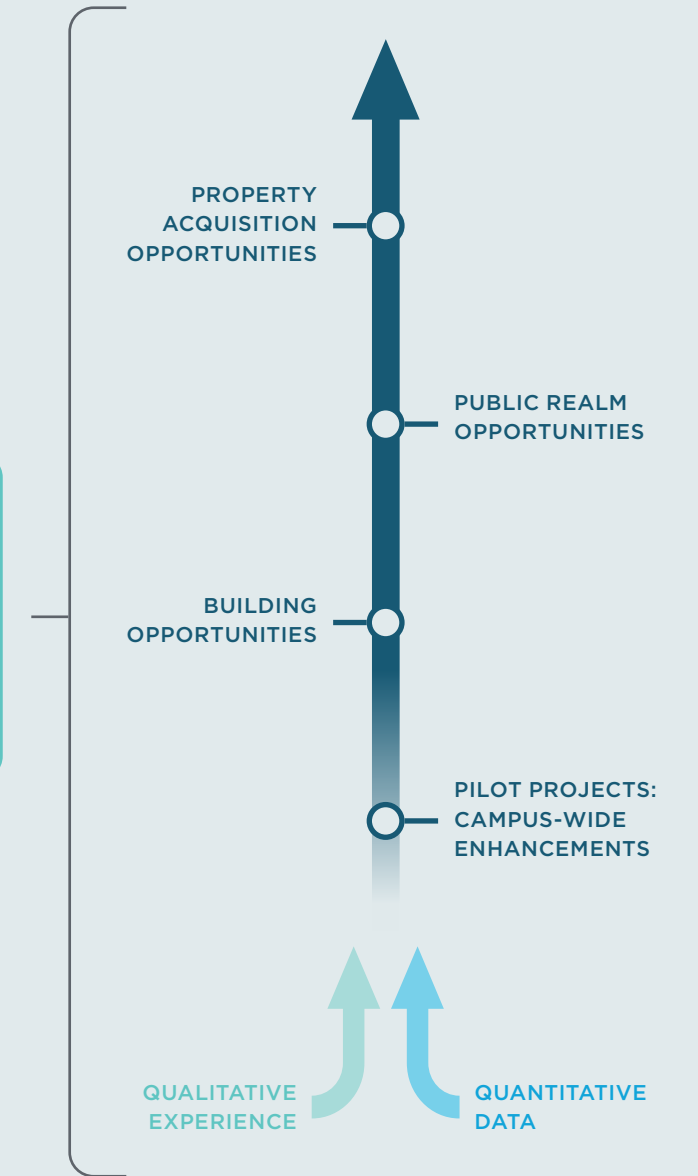 PROPERTY
ACQUISITION
OPPORTUNITIES
PUBLIC REALM
OPPORTUNITIES
BUILDING
OPPORTUNITIES
PILOT PROJECTS:
CAMPUS-WIDE
ENHANCEMENTS
QUALITATIVE
EXPERIENCE
QUANTITATIVE
DATA